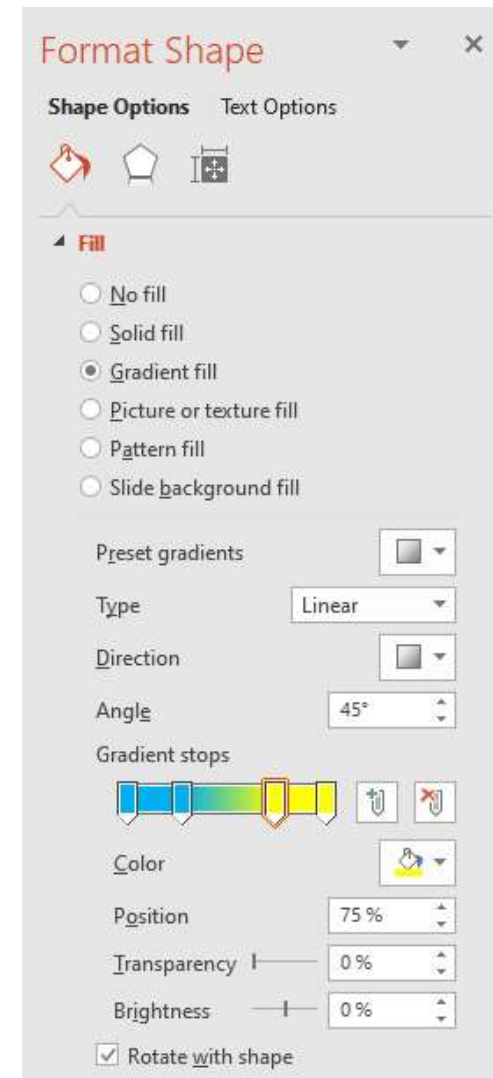 Format Shape
Shape Options Text Options
Fill
No fill
Solid fill
Gradient fill
Picture or texture fill
Pattern fill
Slide background fill
Preset gradients
Type Linear
Direction
Angle 45°
Gradient stops
Color
Position 75 %
Transparency 0 %
Brightness 0 %
Rotate with shape